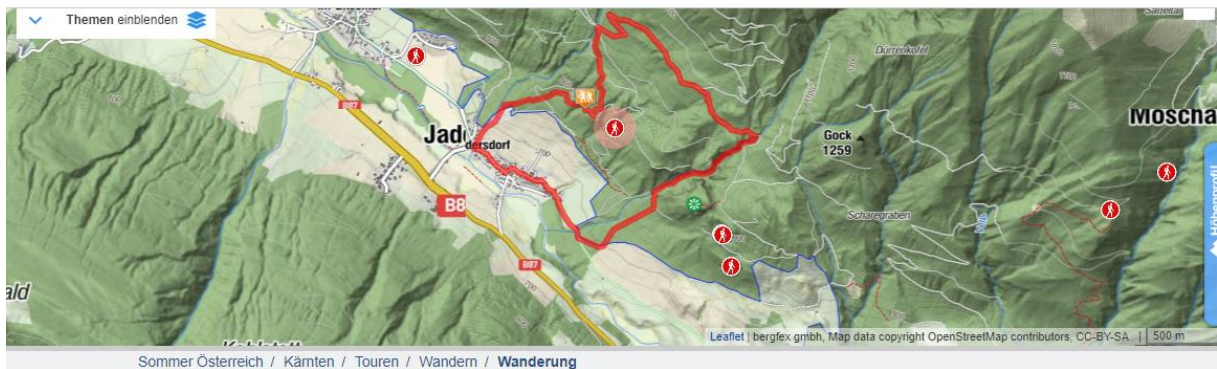 Themen einblenden
Dürrenkofel
B87
Moscha
Jade
dersdorf
Gock
1259
B8
Scharegraben
Höhenprofil
B87
ald
Leaflet | bergfex gmbh, Map data copyright OpenStreetMap contributors, CC-BY-SA
500 m
Sommer Österreich / Kärnten / Touren / Wandern / Wanderung